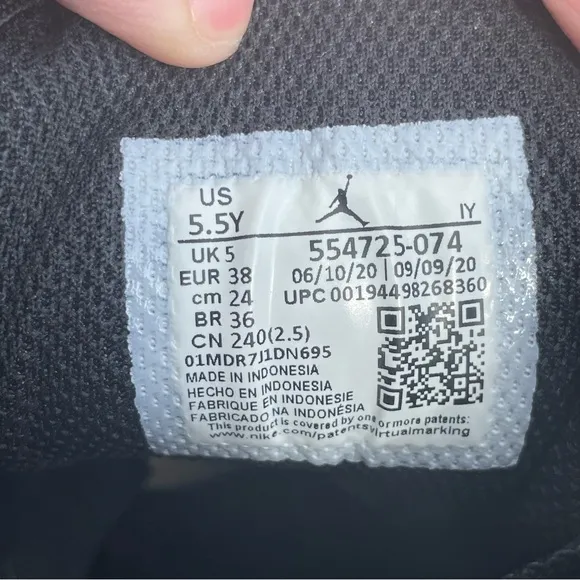 US
5.5Y
IY
UK 5
EUR 38
cm 24
BR 36
CN 240(2.5)
554725-074
06/10/20 | 09/09/20
UPC 00194498268360
01MDR7J1DN695
MADE IN INDONESIA
HECHO EN INDONESIA
FABRIQUE EN INDONESIE
FABRICADO NA INDONÉSIA
This product is covered by one or more patents:
www.nike.com/patentsvirtualmarking